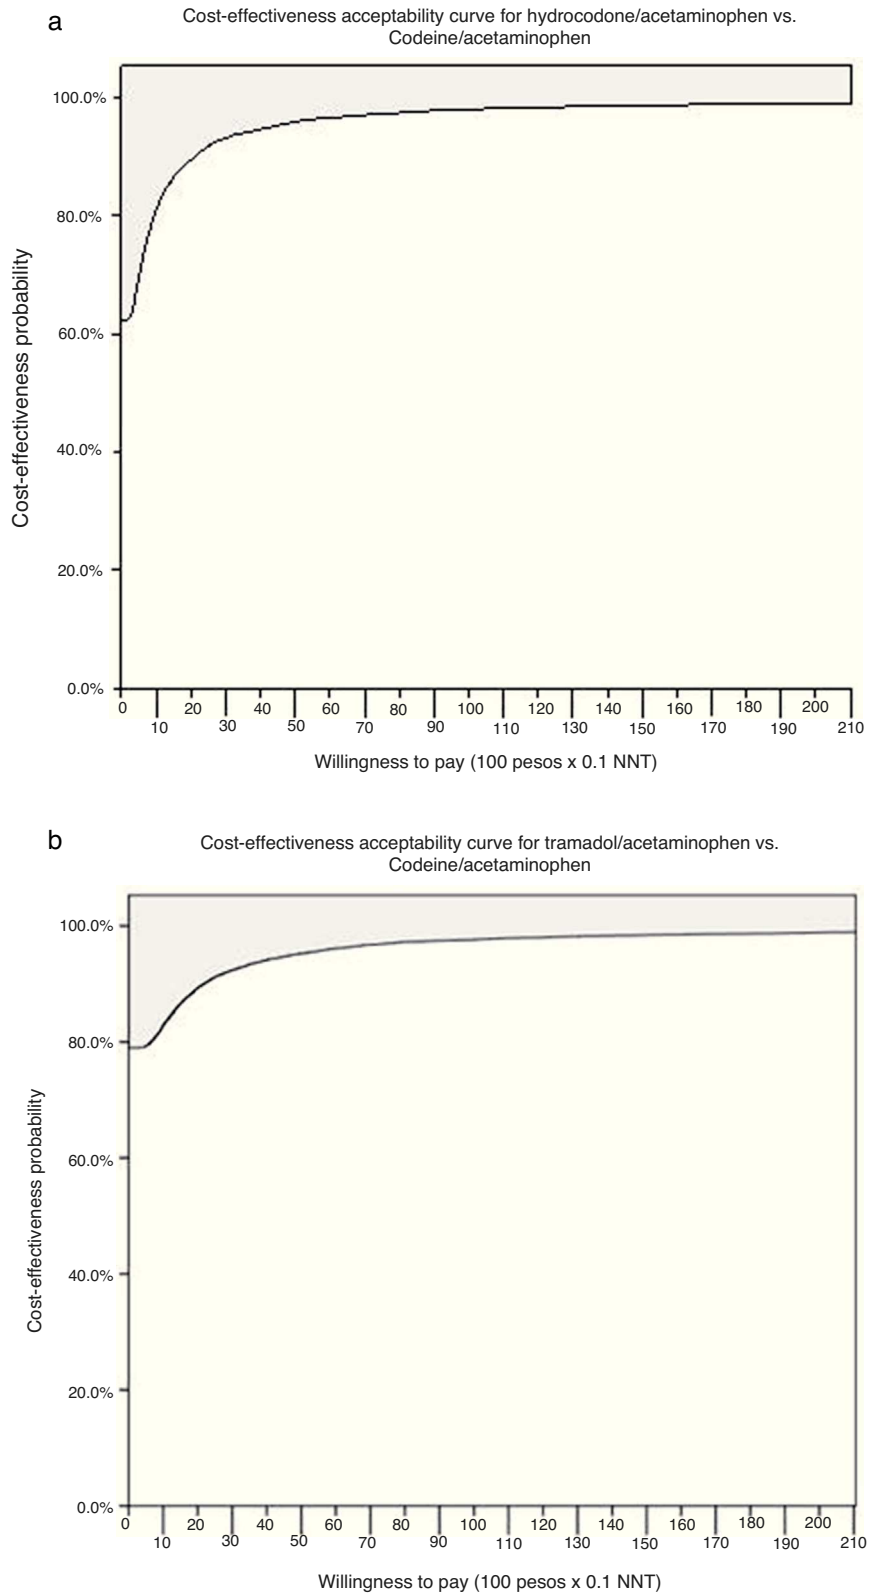 a
Cost-effectiveness acceptability curve for hydrocodone/acetaminophen vs.
Codeine/acetaminophen
Cost-effectiveness probability
100.0%
80.0%
60.0%
40.0%
20.0%
0.0%
0 20 40 60 80 100 120 140 160 180 200
10 30 50 70 90 110 130 150 170 190 210
Willingness to pay (100 pesos x 0.1 NNT)
b
Cost-effectiveness acceptability curve for tramadol/acetaminophen vs.
Codeine/acetaminophen
Cost-effectiveness probability
100.0%
80.0%
60.0%
40.0%
20.0%
0.0%
0 20 40 60 80 100 120 140 160 180 200
10 30 50 70 90 110 130 150 170 190 210
Willingness to pay (100 pesos x 0.1 NNT)